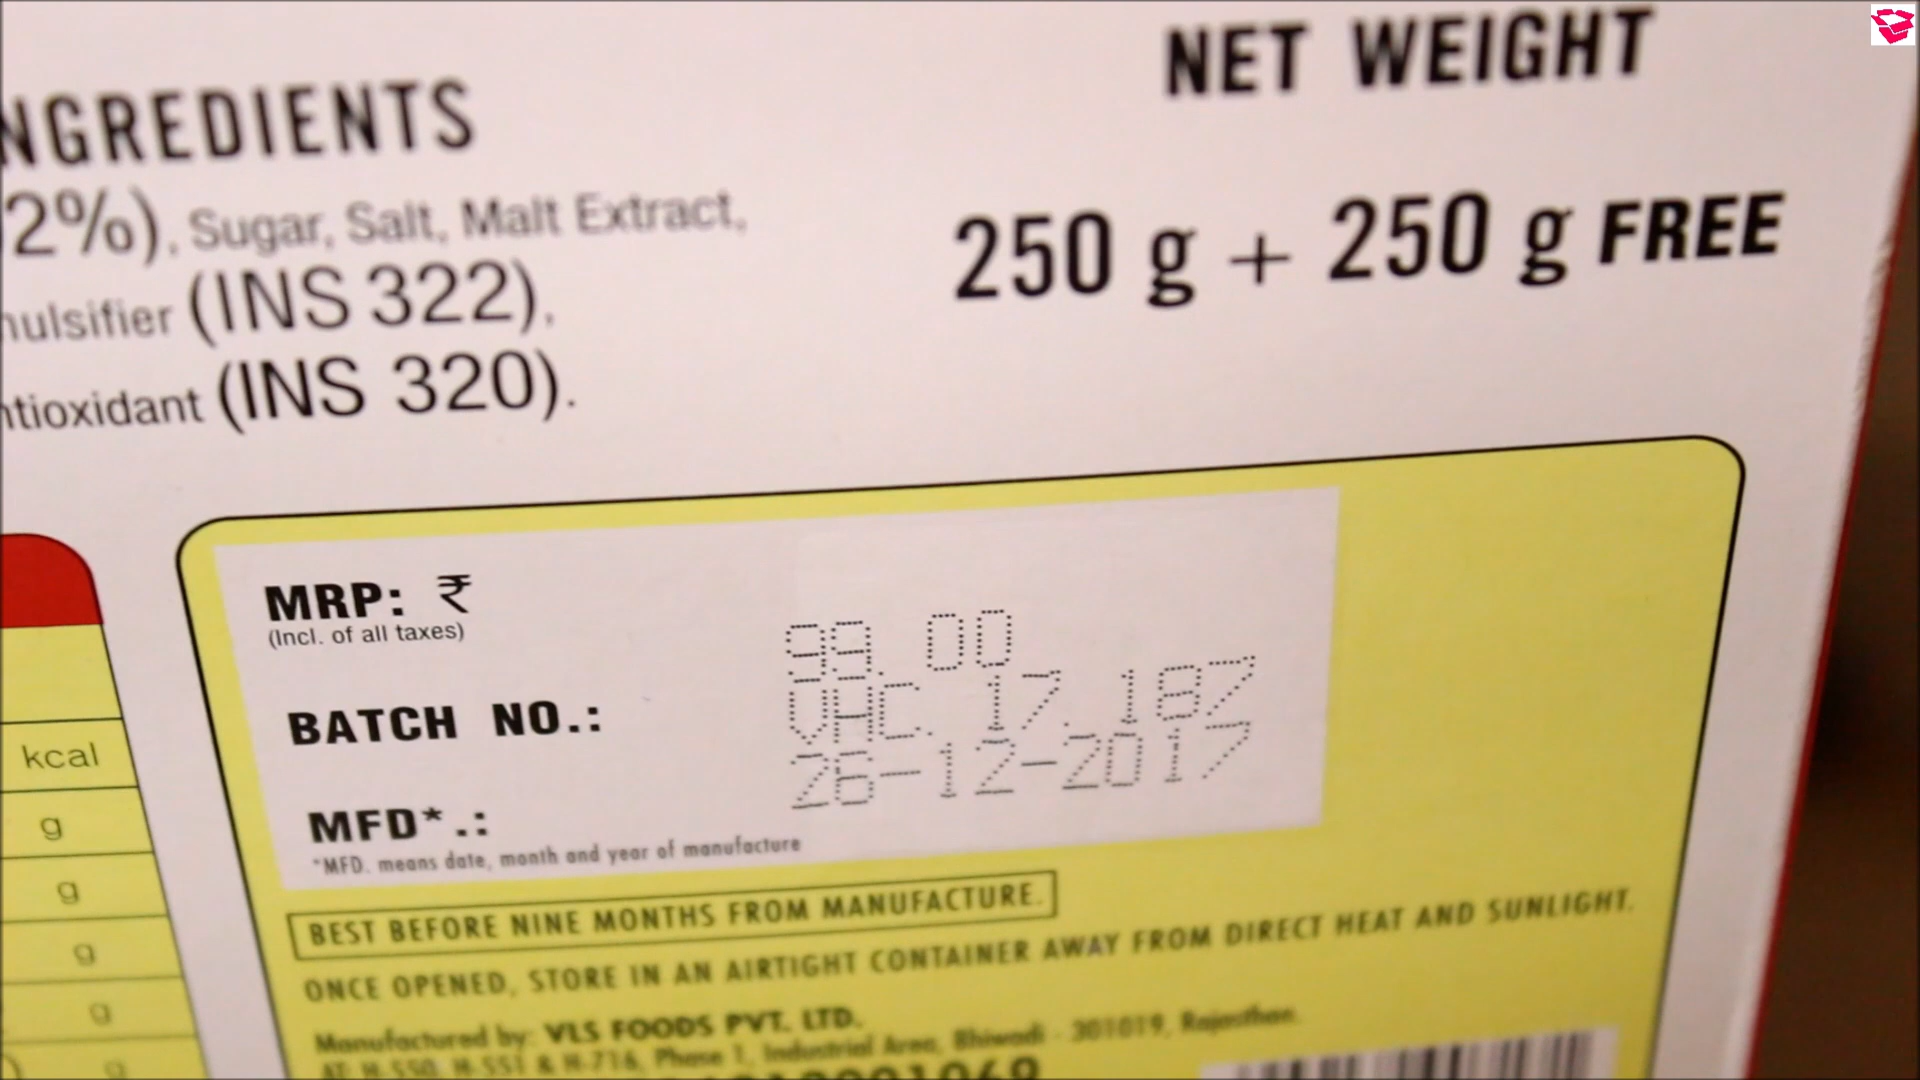 NGREDIENTS
2%), Sugar, Salt, Malt Extract,
mulsifier (INS 322),
ntioxidant (INS 320).
NET WEIGHT
250 g + 250 g FREE
kcal
g
g
g
g
g
MRP: ₹ 99.00
(Incl. of all taxes)
BATCH NO.: VHC. 17. 187
MFD*.: 26-12-2017
*MFD. means date, month and year of manufacture
BEST BEFORE NINE MONTHS FROM MANUFACTURE.
ONCE OPENED, STORE IN AN AIRTIGHT CONTAINER AWAY FROM DIRECT HEAT AND SUNLIGHT.
Manufactured by: VLS FOODS PVT. LTD.
AT: H-550, H-551 & H-716, Phase 1, Industrial Area, Bhiwadi - 301019, Rajasthan.